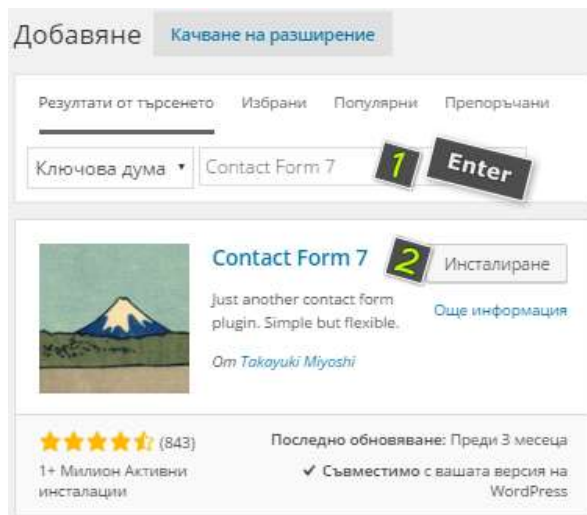 Добавяне Качване на разширение
Резултати от търсенето Избрани Популярни Препоръчани
Ключова дума Contact Form 7 1 Enter
Contact Form 7 2 Инсталиране
Just another contact form
plugin. Simple but flexible.
Още информация
От Takayuki Miyoshi
(843) Последно обновяване: Преди 3 месеца
1+ Милион Активни
инсталации
✔ Съвместимо с вашата версия на
WordPress